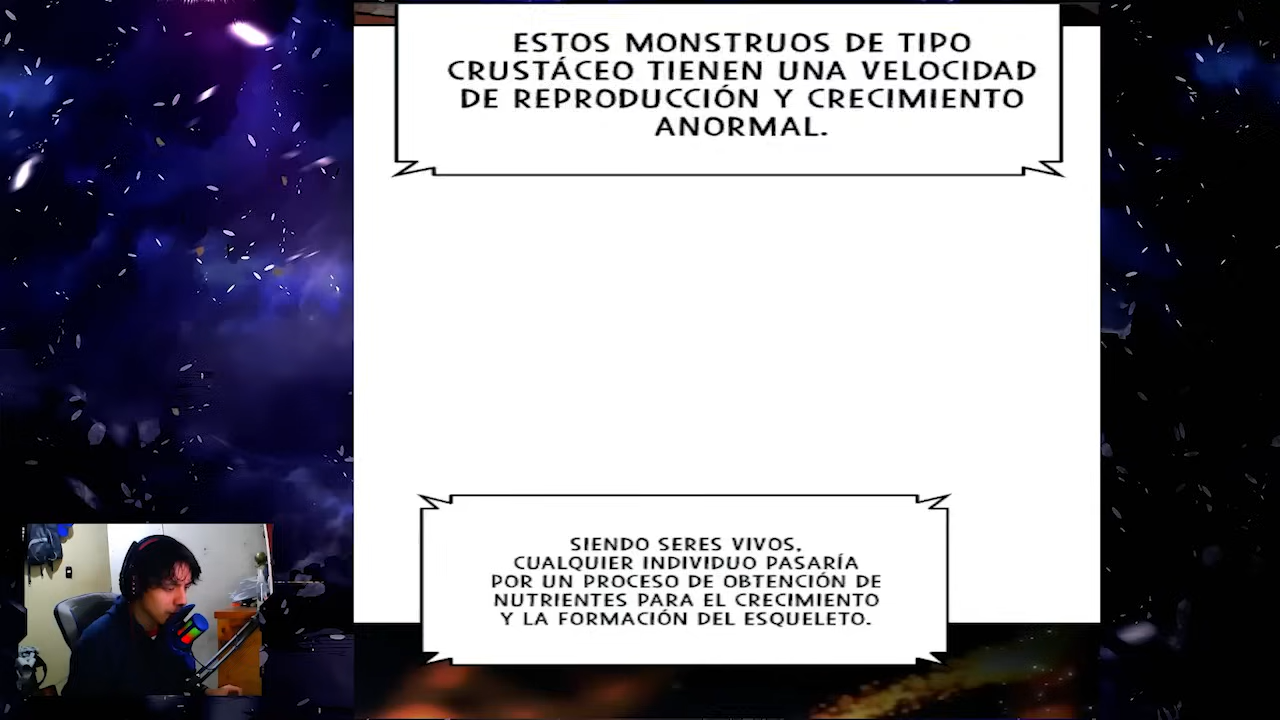 ESTOS MONSTRUOS DE TIPO
CRUSTÁCEO TIENEN UNA VELOCIDAD
DE REPRODUCCIÓN Y CRECIMIENTO
ANORMAL.
SIENDO SERES VIVOS,
CUALQUIER INDIVIDUO PASARÍA
POR UN PROCESO DE OBTENCIÓN DE
NUTRIENTES PARA EL CRECIMIENTO
Y LA FORMACIÓN DEL ESQUELETO.